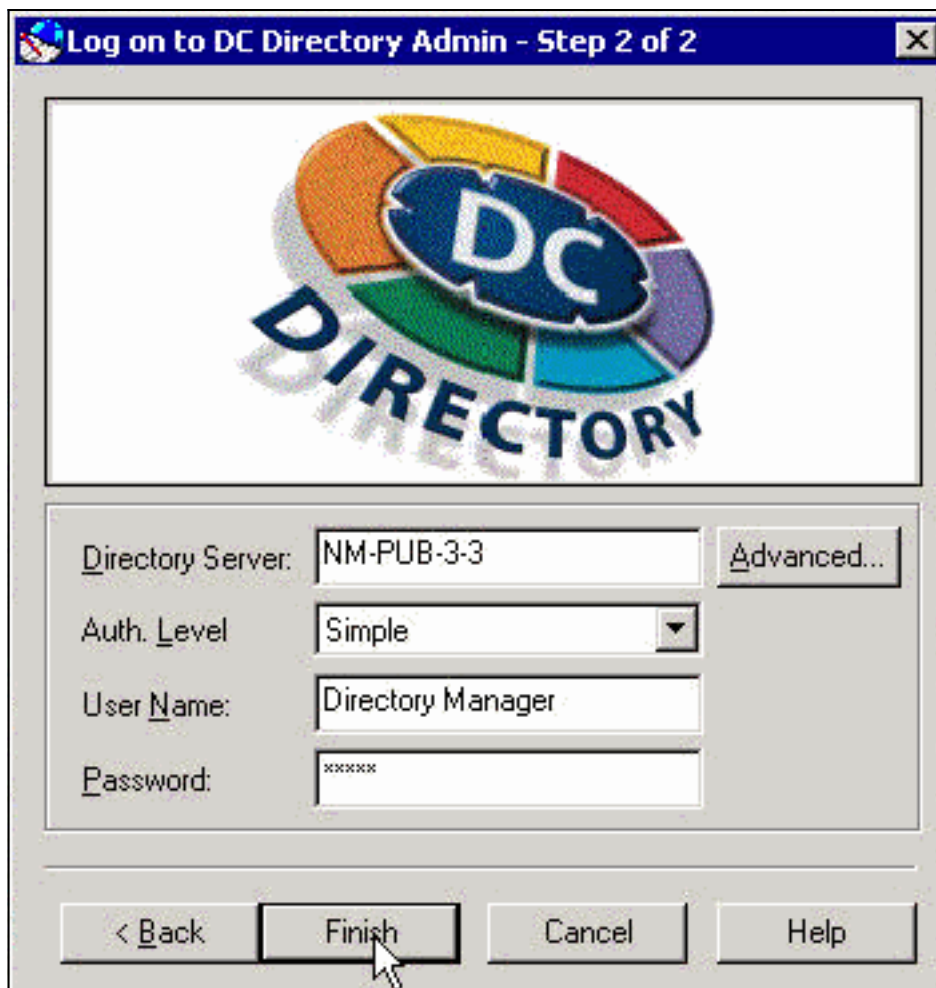 Log on to DC Directory Admin - Step 2 of 2
DC
DIRECTORY
Directory Server:
NM-PUB-3-3
Advanced...
Auth. Level
Simple
User Name:
Directory Manager
Password:
*****
< Back
Finish
Cancel
Help